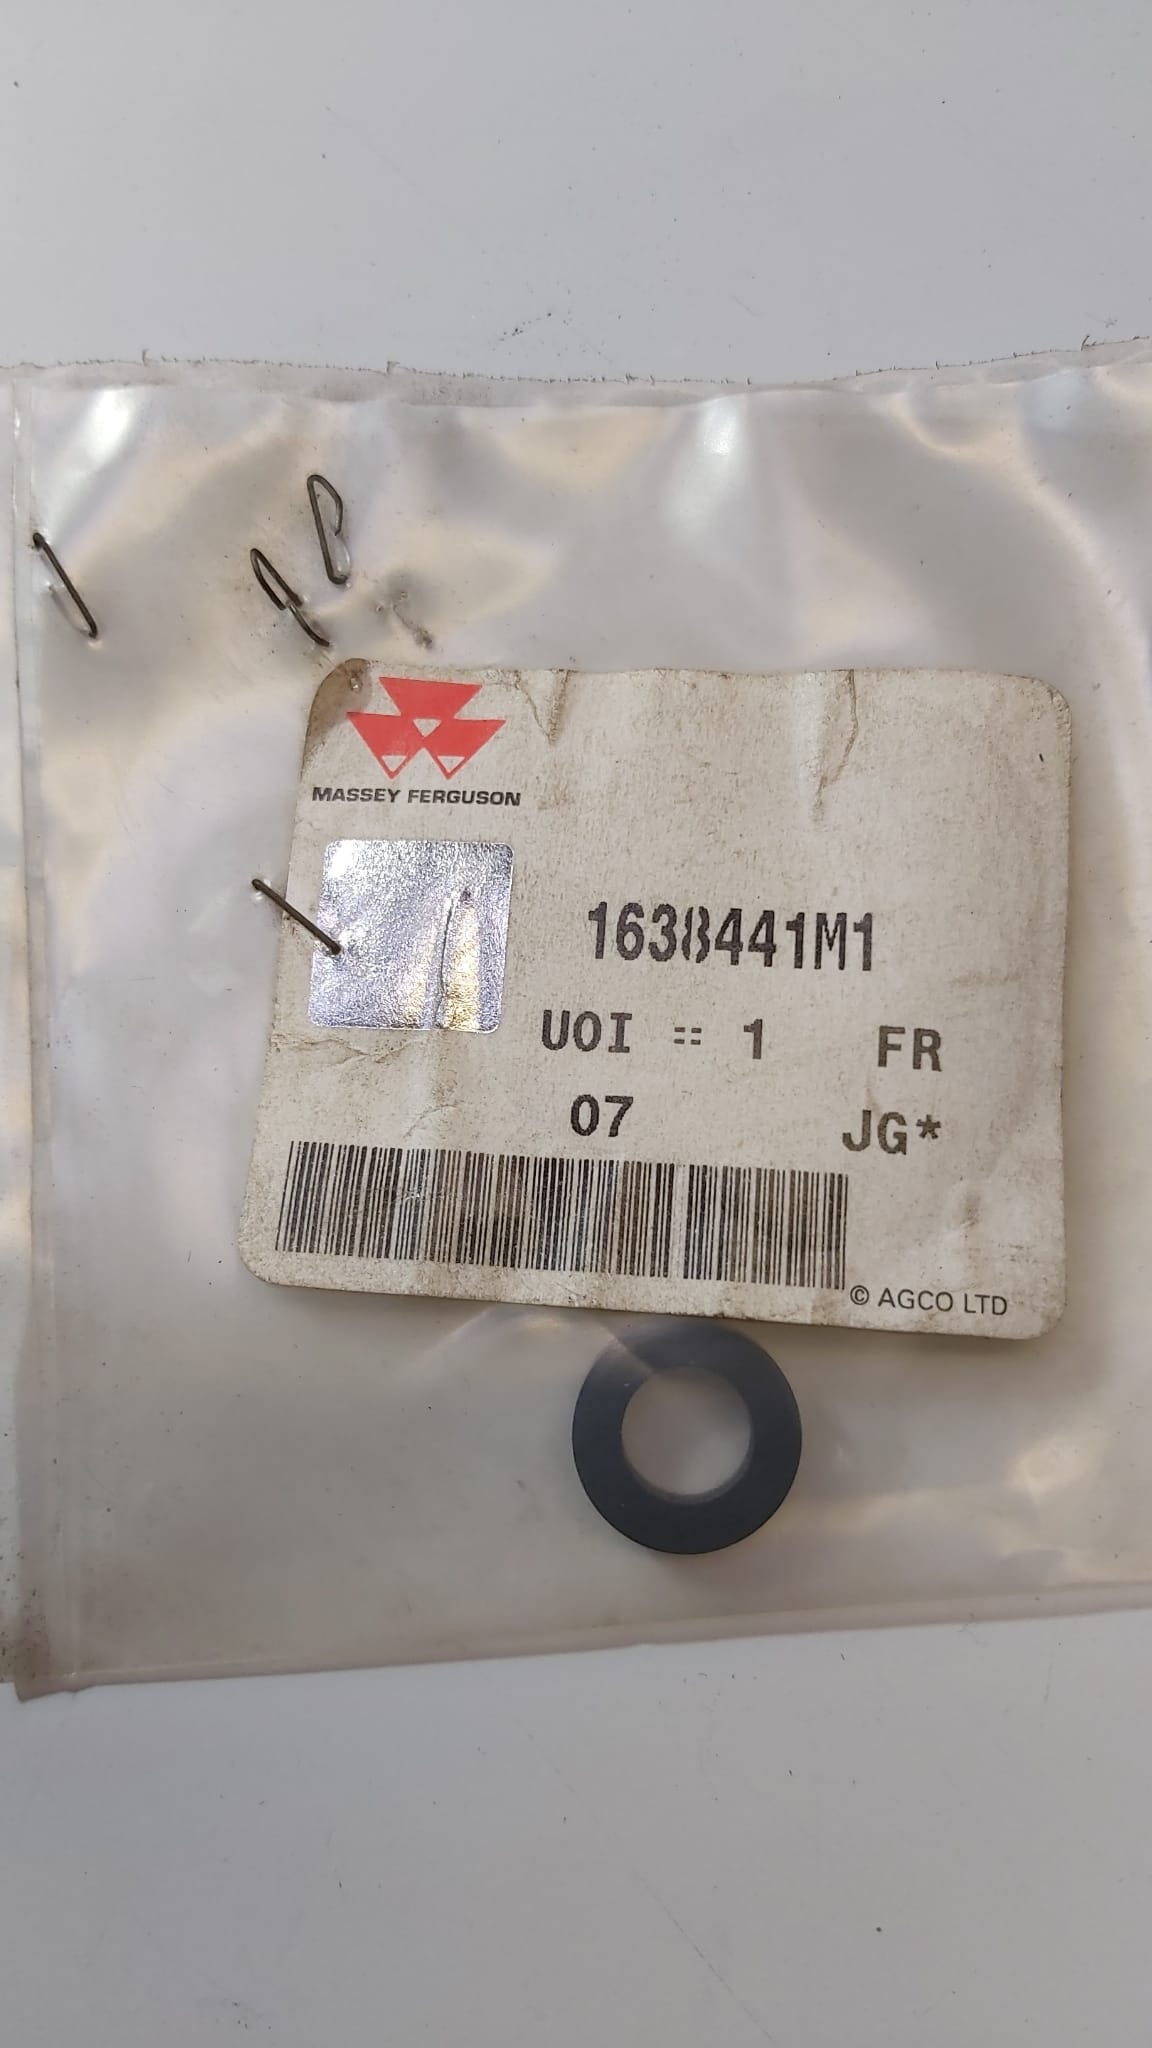 MASSEY FERGUSON
1638441M1
UOI = 1 FR
07 JG*
© AGCO LTD